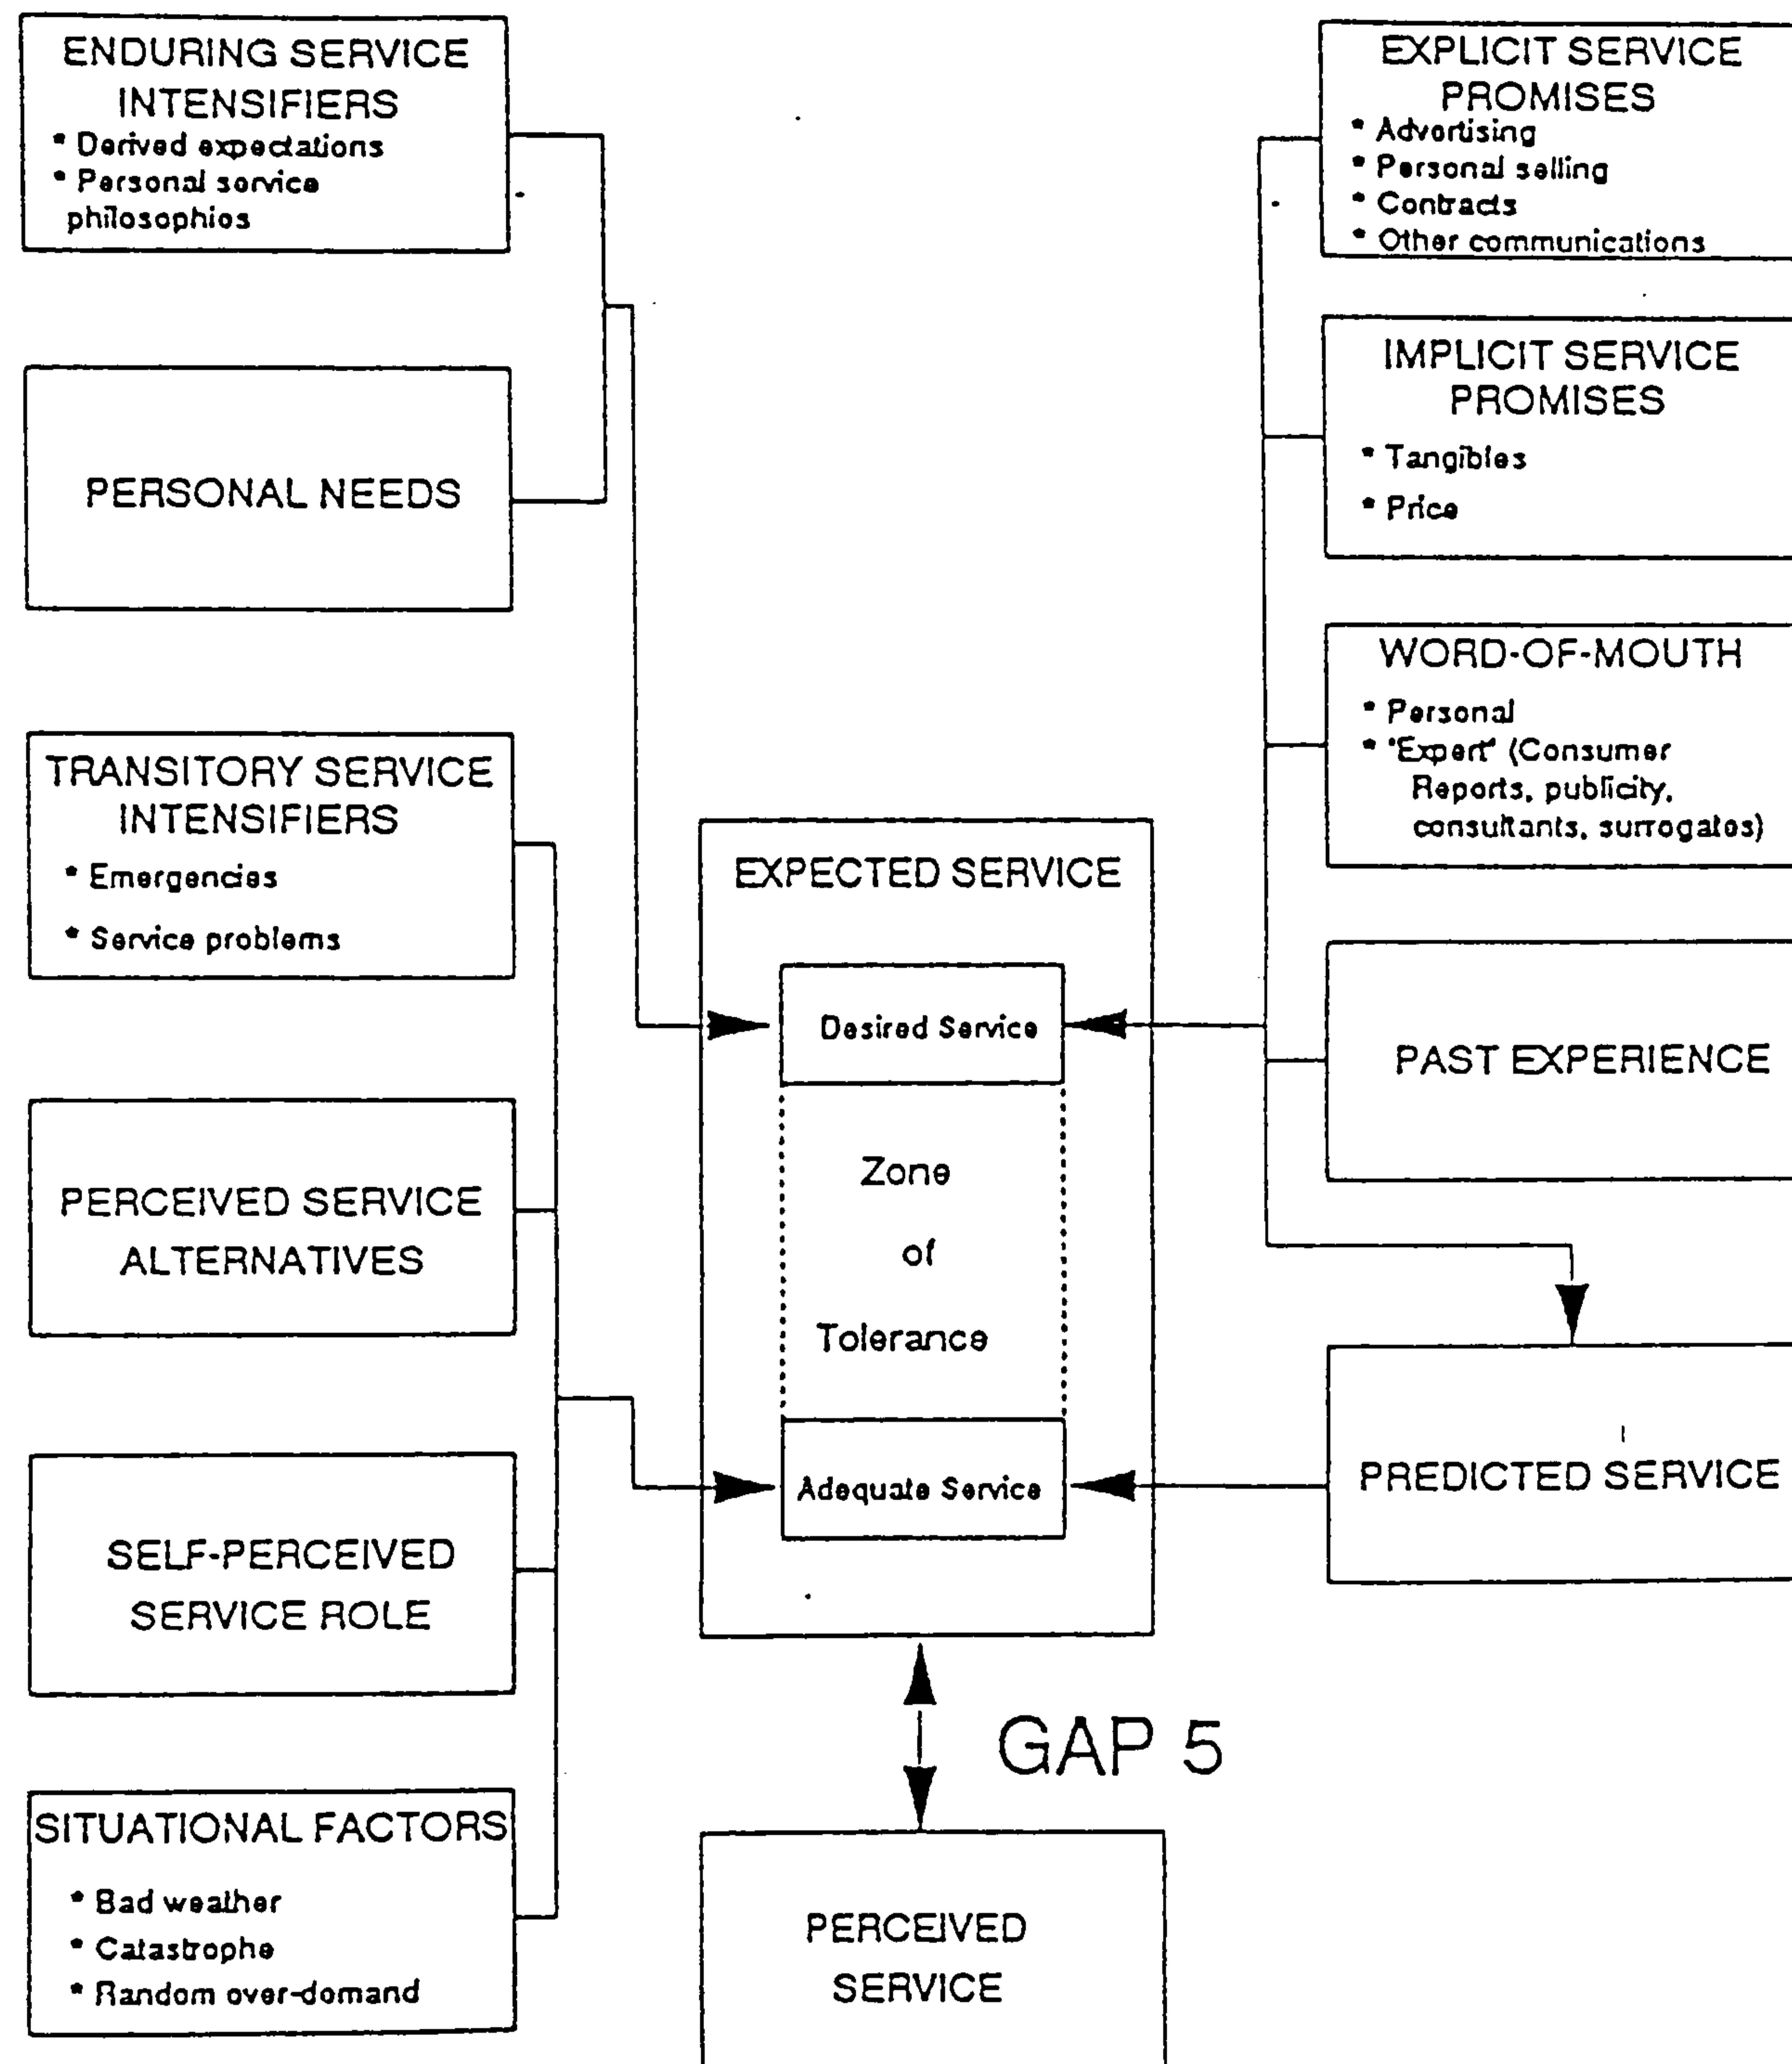 ENDURING SERVICE
INTENSIFIERS
* Derived expectations
* Personal service
philosophies
PERSONAL NEEDS
TRANSITORY SERVICE
INTENSIFIERS
* Emergencies
* Service problems
PERCEIVED SERVICE
ALTERNATIVES
SELF-PERCEIVED
SERVICE ROLE
SITUATIONAL FACTORS
* Bad weather
* Catastrophe
* Random over-demand
EXPECTED SERVICE
Desired Service
Zone
of
Tolerance
Adequate Service
GAP 5
PERCEIVED
SERVICE
EXPLICIT SERVICE
PROMISES
* Advertising
* Personal selling
* Contracts
* Other communications
IMPLICIT SERVICE
PROMISES
* Tangibles
* Price
WORD-OF-MOUTH
* Personal
* "Expert" (Consumer
Reports, publicity,
consultants, surrogates)
PAST EXPERIENCE
PREDICTED SERVICE